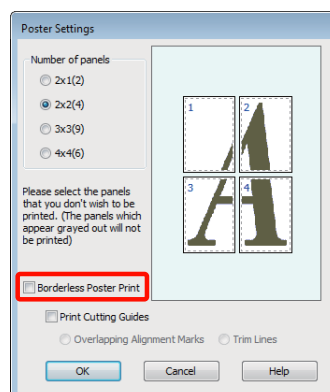 Poster Settings
Number of panels
2x1(2)
2x2(4)
3x3(9)
4x4(6)
1
2
3
4
Please select the panels
that you don't wish to be
printed. (The panels which
appear grayed out will not
be printed)
Borderless Poster Print
Print Cutting Guides
Overlapping Alignment Marks
Trim Lines
OK
Cancel
Help